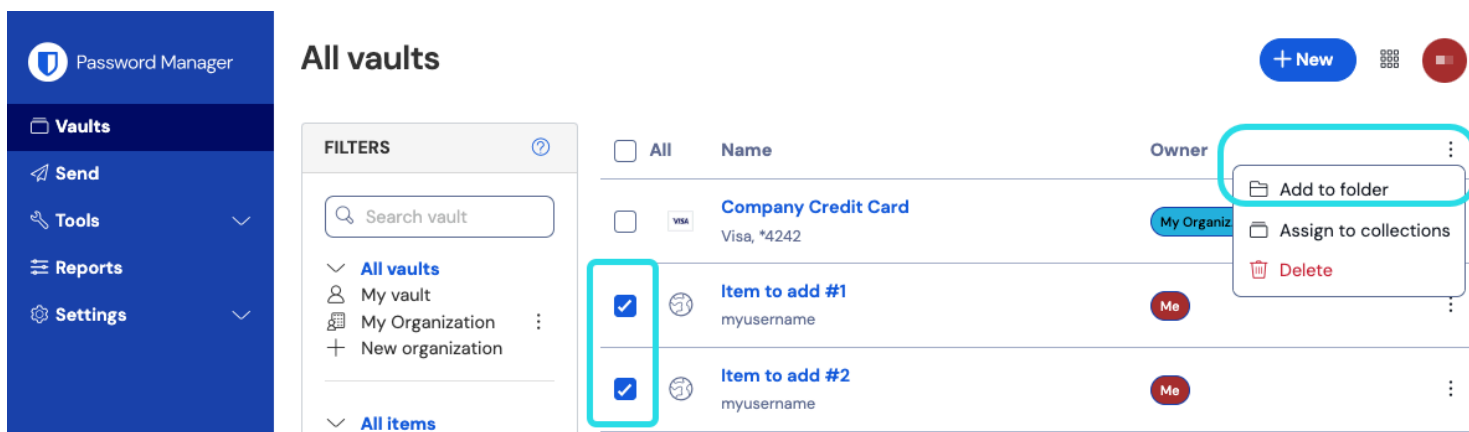 Password Manager
Vaults
Send
Tools
Reports
Settings
All vaults
+ New
FILTERS
Search vault
All vaults
My vault
My Organization
New organization
All items
All Name Owner
Company Credit Card
VISA
Visa, *4242
My Organiz
Item to add #1
myusername
Me
Item to add #2
myusername
Me
Add to folder
Assign to collections
Delete